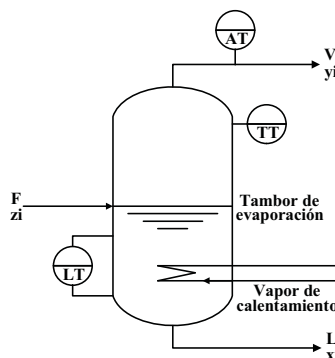 AT
V
yi
TT
F
zi
Tambor de
evaporación
LT
Vapor de
calentamiento
L
x